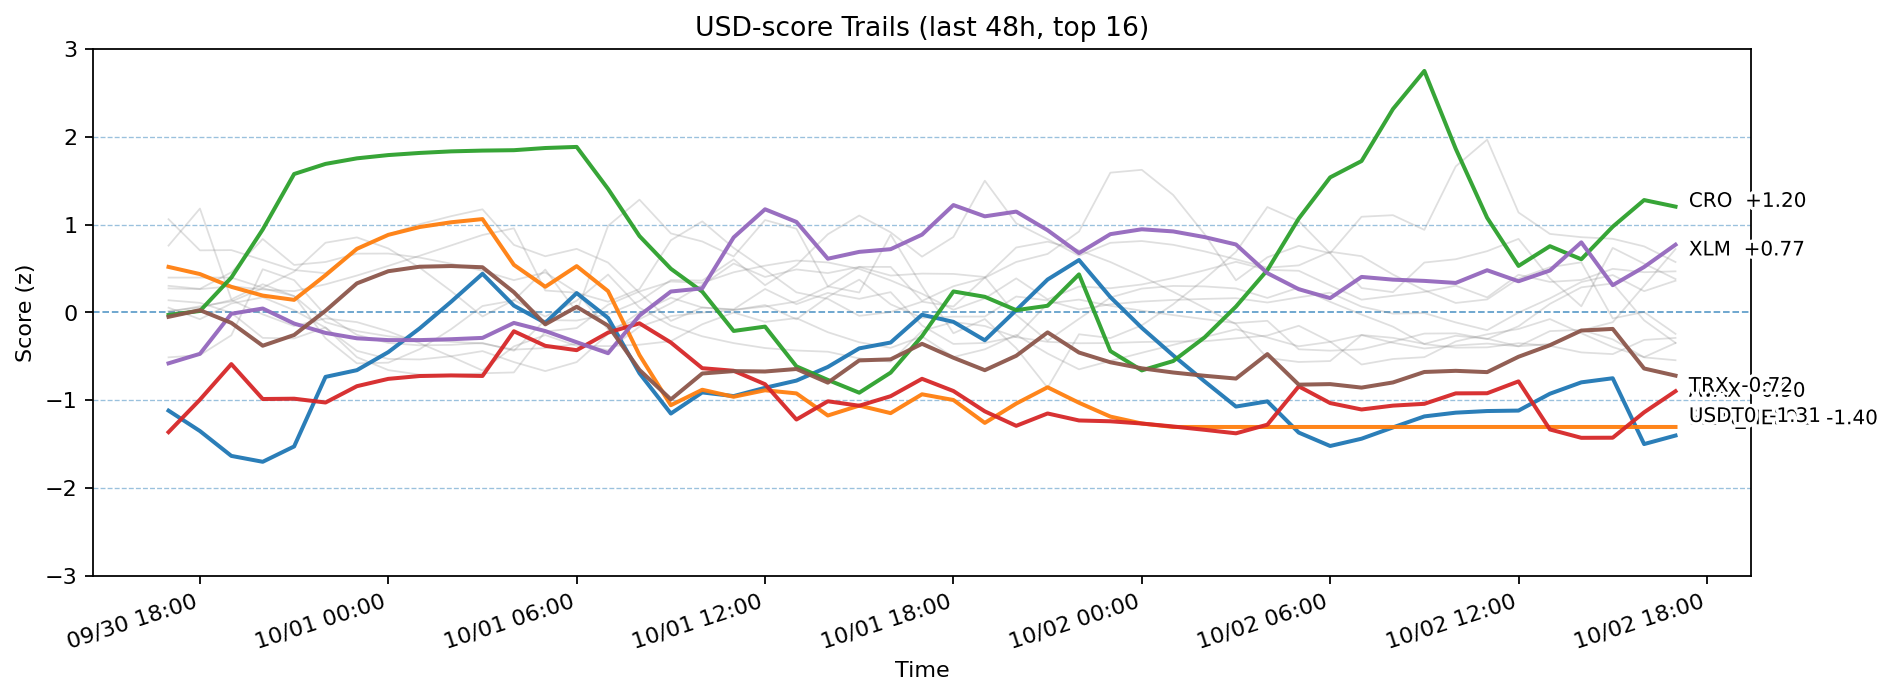 USD-score Trails (last 48h, top 16)
Score (z)
3
2
1
0
−1
−2
−3
CRO +1.20
XLM +0.77
TRX -0.72
USDT0 -1.31
-1.40
09/30 18:00
10/01 00:00
10/01 06:00
10/01 12:00
10/01 18:00
10/02 00:00
10/02 06:00
10/02 12:00
10/02 18:00
Time